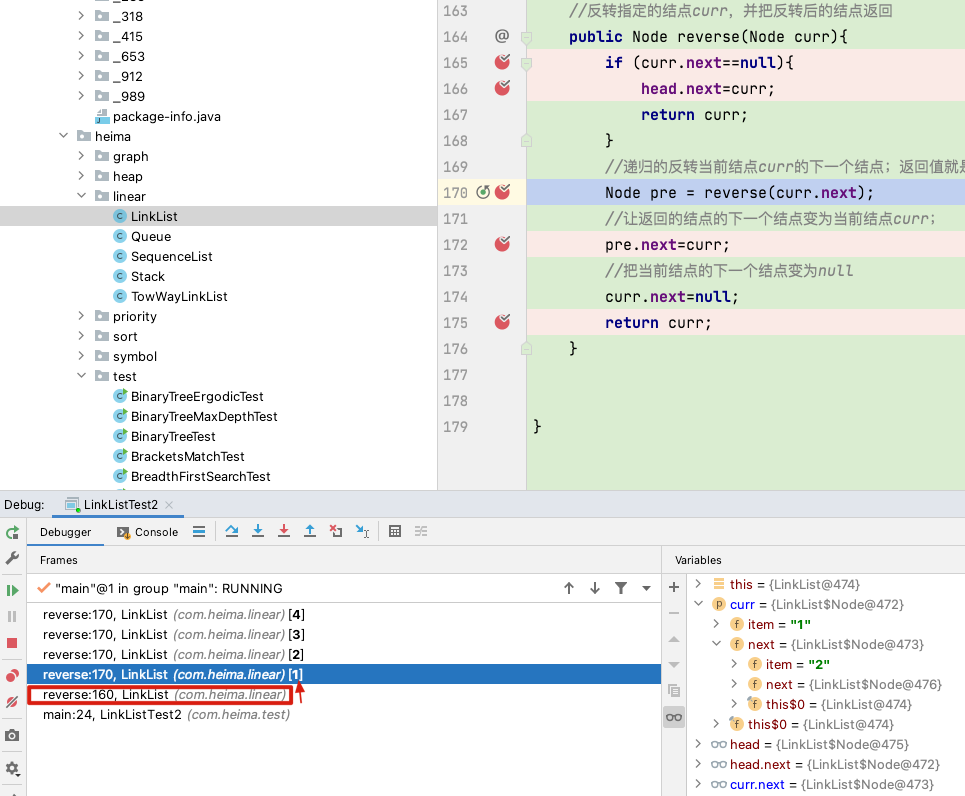 _318
_415
_653
_912
_989
package-info.java
heima
graph
heap
linear
LinkList
Queue
SequenceList
Stack
TowWayLinkList
priority
sort
symbol
test
BinaryTreeErgodicTest
BinaryTreeMaxDepthTest
BinaryTreeTest
BracketsMatchTest
BreadthFirstSearchTest
163 //反转指定的结点curr，并把反转后的结点返回
164 @ public Node reverse(Node curr){
165 if (curr.next==null){
166 head.next=curr;
167 return curr;
168 }
169 //递归的反转当前结点curr的下一个结点；返回值就是
170 Node pre = reverse(curr.next);
171 //让返回的结点的下一个结点变为当前结点curr；
172 pre.next=curr;
173 //把当前结点的下一个结点变为null
174 curr.next=null;
175 return curr;
176 }
177
178
179 }
Debug: LinkListTest2
Debugger Console
Frames
"main"@1 in group "main": RUNNING
reverse:170, LinkList (com.heima.linear) [4]
reverse:170, LinkList (com.heima.linear) [3]
reverse:170, LinkList (com.heima.linear) [2]
reverse:170, LinkList (com.heima.linear) [1]
reverse:160, LinkList (com.heima.linear)
main:24, LinkListTest2 (com.heima.test)
Variables
this = {LinkList@474}
curr = {LinkList$Node@472}
item = "1"
next = {LinkList$Node@473}
item = "2"
next = {LinkList$Node@476}
this$0 = {LinkList@474}
this$0 = {LinkList@474}
head = {LinkList$Node@475}
head.next = {LinkList$Node@472}
curr.next = {LinkList$Node@473}